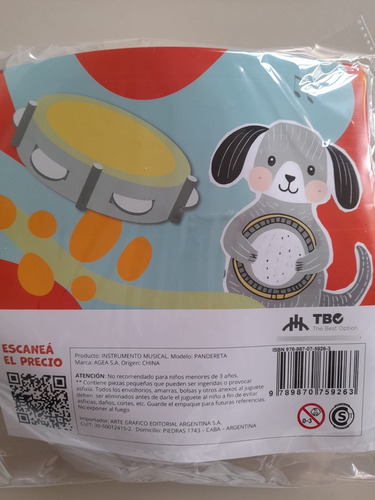 TBO
The Best Option
ESCANEÁ
EL PRECIO
Producto: INSTRUMENTO MUSICAL, Modelo: PANDERETA
Marca: AGEA S.A. Origen: CHINA
ATENCIÓN: No recomendado para niños menores de 3 años.
** Contiene piezas pequeñas que pueden ser ingeridas o provocar
asfixia. Todos los envoltorios, amarras, bolsas y otros anexos al juguete
deben ser eliminados antes de darle el juguete al niño a fin de evitar
asfixias, daños, cortes, etc. Guarde el empaque para futuras referencias.
No exponer al fuego
Importador: ARTE GRAFICO EDITORIAL ARGENTINO S.A.
CUIT: 30-50012415-2 . Domicilio: PIEDRAS 1743 - CABA - ARGENTINA
ISBN 978-987-07-5926-3
9 789870 759263
0-3
S